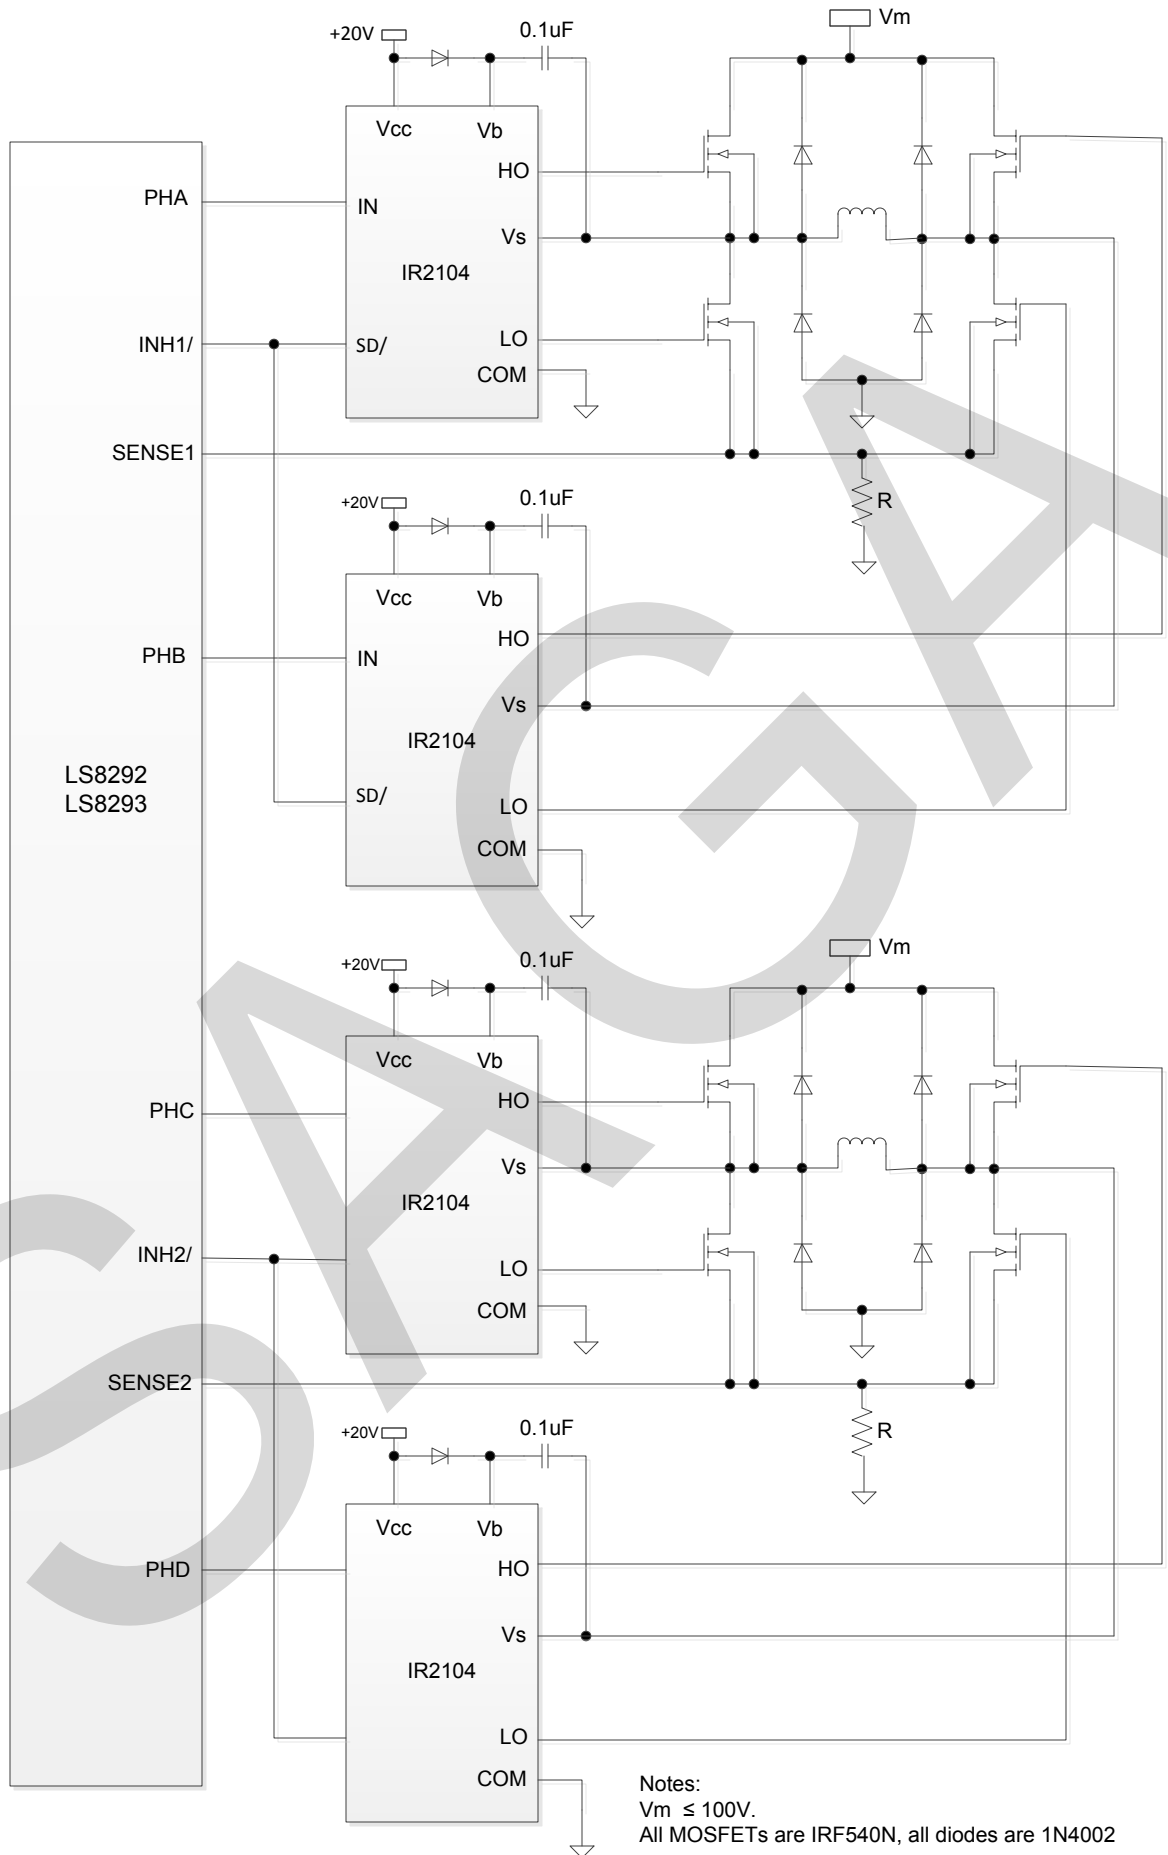 +20V
0.1uF
Vm
Vcc
Vb
HO
PHA
IN
Vs
IR2104
INH1/
SD/
LO
COM
SENSE1
+20V
0.1uF
R
Vcc
Vb
HO
PHB
IN
Vs
IR2104
LS8292
LS8293
SD/
LO
COM
Vm
+20V
0.1uF
Vcc
Vb
HO
PHC
Vs
IR2104
INH2/
LO
COM
SENSE2
+20V
0.1uF
R
Vcc
Vb
HO
PHD
Vs
IR2104
LO
COM
Notes:
Vm ≤ 100V.
All MOSFETs are IRF540N, all diodes are 1N4002
SAGA